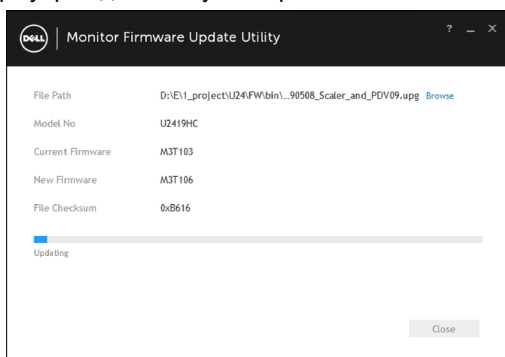 DELL | Monitor Firmware Update Utility ? _ ×
File Path D:\E\1_project\U24\FW\bin\...90508_Scaler_and_PDV09.upg Browse
Model No U2419HC
Current Firmware M3T103
New Firmware M3T106
File Checksum 0xB616
Updating
Close